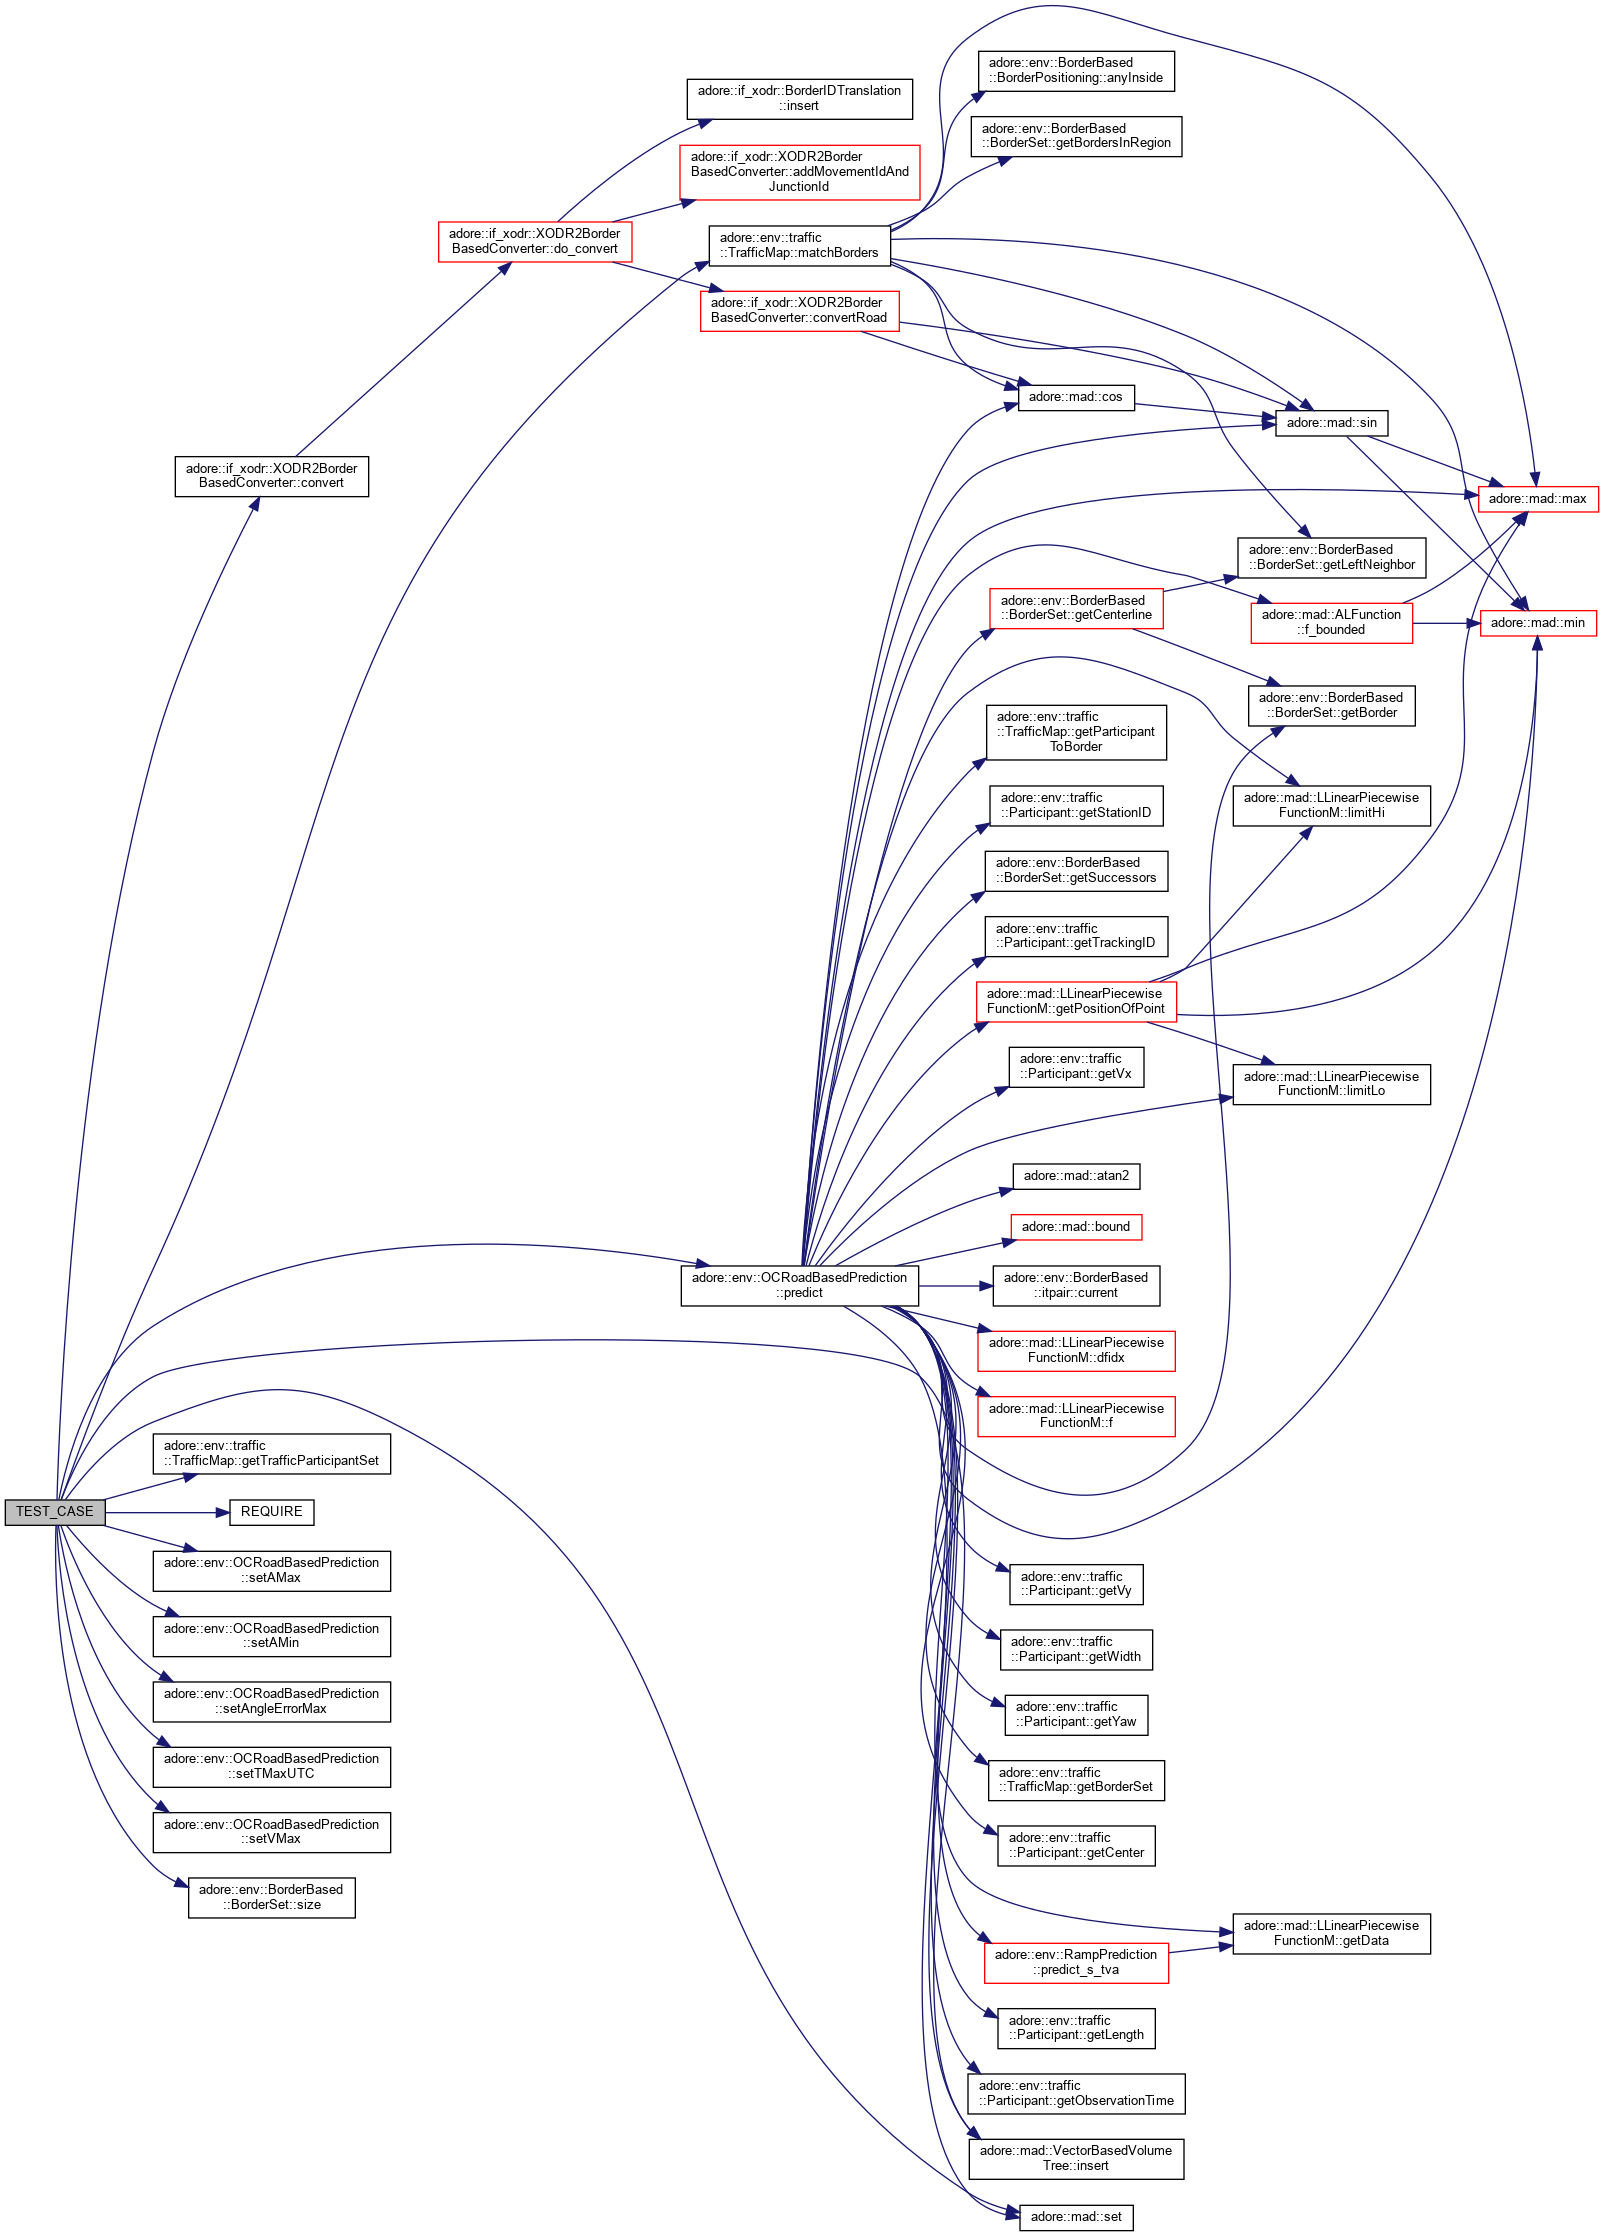 adore::env::BorderBased
::BorderPositioning::anyInside
adore::if_xodr::BorderIDTranslation
::insert
adore::env::BorderBased
::BorderSet::getBordersInRegion
adore::if_xodr::XODR2Border
BasedConverter::addMovementIdAnd
JunctionId
adore::if_xodr::XODR2Border
BasedConverter::do_convert
adore::env::traffic
::TrafficMap::matchBorders
adore::if_xodr::XODR2Border
BasedConverter::convertRoad
adore::mad::cos
adore::mad::sin
adore::if_xodr::XODR2Border
BasedConverter::convert
adore::mad::max
adore::env::BorderBased
::BorderSet::getLeftNeighbor
adore::env::BorderBased
::BorderSet::getCenterline
adore::mad::ALFunction
::f_bounded
adore::mad::min
adore::env::BorderBased
::BorderSet::getBorder
adore::env::traffic
::TrafficMap::getParticipant
ToBorder
adore::env::traffic
::Participant::getStationID
adore::mad::LLinearPiecewise
FunctionM::limitHi
adore::env::BorderBased
::BorderSet::getSuccessors
adore::env::traffic
::Participant::getTrackingID
adore::mad::LLinearPiecewise
FunctionM::getPositionOfPoint
adore::env::traffic
::Participant::getVx
adore::mad::LLinearPiecewise
FunctionM::limitLo
adore::mad::atan2
adore::mad::bound
adore::env::OCRoadBasedPrediction
::predict
adore::env::BorderBased
::itpair::current
adore::mad::LLinearPiecewise
FunctionM::dfidx
adore::mad::LLinearPiecewise
FunctionM::f
adore::env::traffic
::TrafficMap::getTrafficParticipantSet
TEST_CASE
REQUIRE
adore::env::OCRoadBasedPrediction
::setAMax
adore::env::traffic
::Participant::getVy
adore::env::OCRoadBasedPrediction
::setAMin
adore::env::traffic
::Participant::getWidth
adore::env::OCRoadBasedPrediction
::setAngleErrorMax
adore::env::traffic
::Participant::getYaw
adore::env::OCRoadBasedPrediction
::setTMaxUTC
adore::env::traffic
::TrafficMap::getBorderSet
adore::env::OCRoadBasedPrediction
::setVMax
adore::env::traffic
::Participant::getCenter
adore::env::BorderBased
::BorderSet::size
adore::mad::LLinearPiecewise
FunctionM::getData
adore::env::RampPrediction
::predict_s_tva
adore::env::traffic
::Participant::getLength
adore::env::traffic
::Participant::getObservationTime
adore::mad::VectorBasedVolume
Tree::insert
adore::mad::set